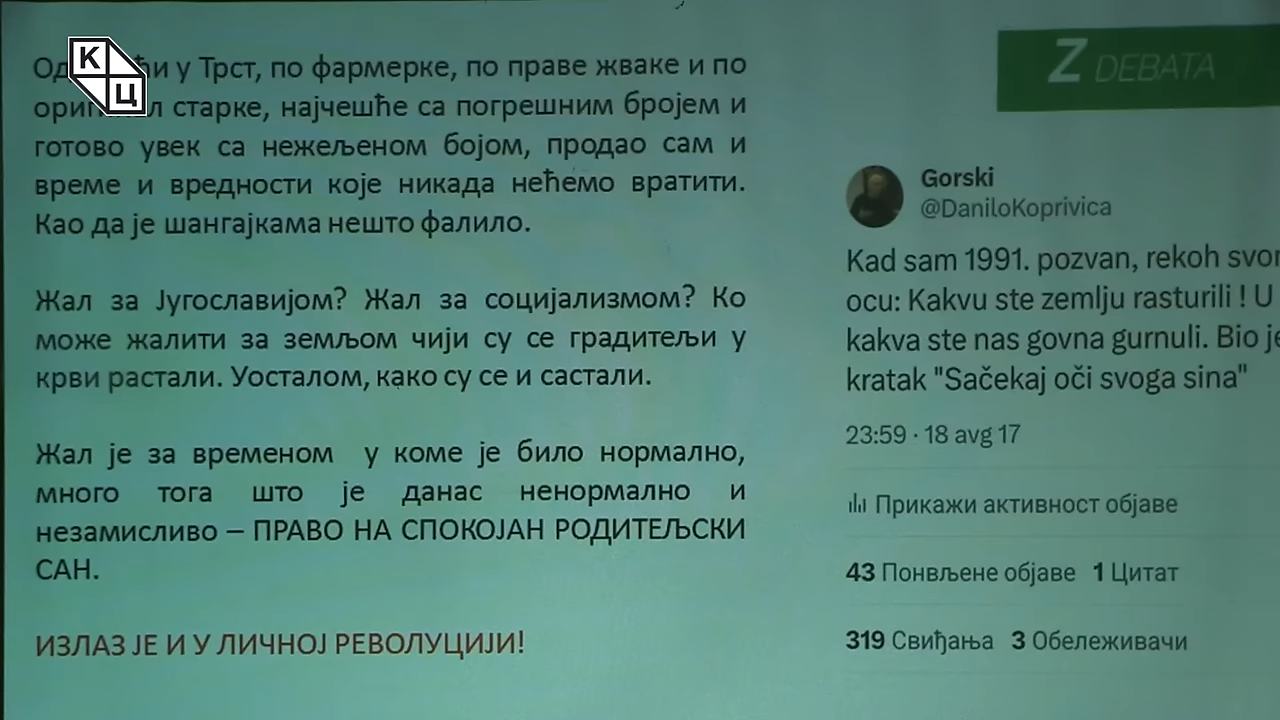 КЦ
у Трст, по фармерке, по праве жваке и по
старке, најчешће са погрешним бројем и
готово увек са нежељеном бојом, продао сам и
време и вредности које никада нећемо вратити.
Као да је шангајкама нешто фалило.
Жал за Југославијом? Жал за социјализмом? Ко
може жалити за земљом чији су се градитељи у
крви растали. Уосталом, како су се и састали.
Жал је за временом у коме је било нормално,
много тога што је данас ненормално и
незамисливо – ПРАВО НА СПОКОЈАН РОДИТЕЉСКИ
САН.
ИЗЛАЗ ЈЕ И У ЛИЧНОЈ РЕВОЛУЦИЈИ!
Z DEBATA
Gorski
@DaniloKoprivica
Kad sam 1991. pozvan, rekoh
ocu: Kakvu ste zemlju rasturili ! U
kakva ste nas govna gurnuli. Bio
kratak "Sačekaj oči svoga sina"
23:59 · 18 avg 17
Прикажи активност објаве
43 Понвљене објаве 1 Цитат
319 Свиђања 3 Обележивачи